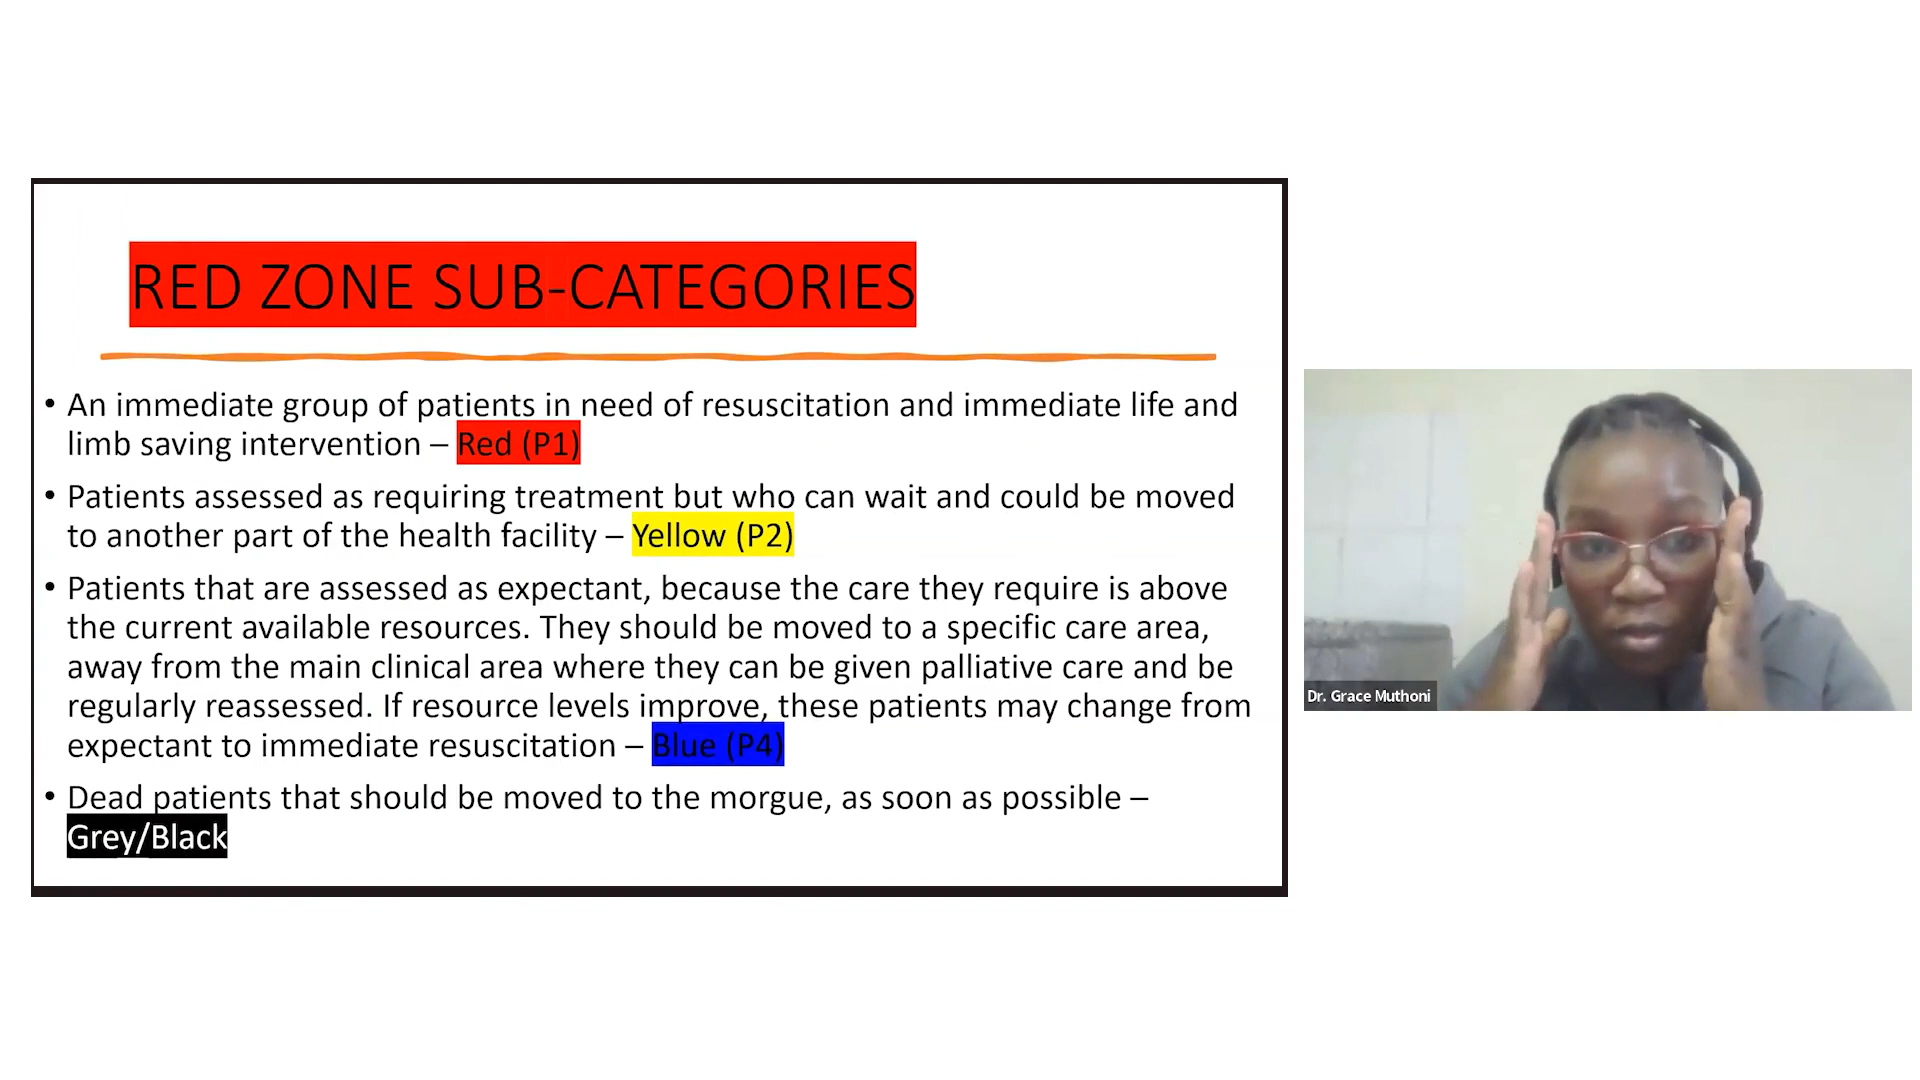 RED ZONE SUB-CATEGORIES
• An immediate group of patients in need of resuscitation and immediate life and
limb saving intervention – Red (P1)
• Patients assessed as requiring treatment but who can wait and could be moved
to another part of the health facility – Yellow (P2)
• Patients that are assessed as expectant, because the care they require is above
the current available resources. They should be moved to a specific care area,
away from the main clinical area where they can be given palliative care and be
regularly reassessed. If resource levels improve, these patients may change from
expectant to immediate resuscitation – Blue (P4)
• Dead patients that should be moved to the morgue, as soon as possible –
Grey/Black
Dr. Grace Muthoni